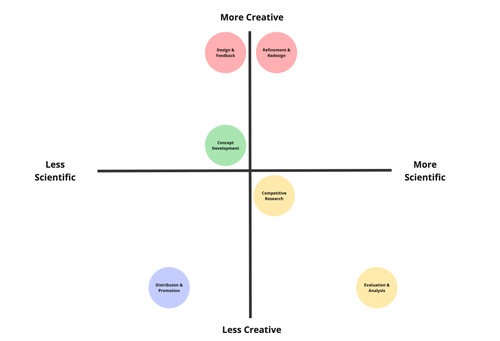 More Creative
Design &
Feedback
Refinement &
Redesign
Concept
Development
Less
Scientific
More
Scientific
Competitive
Research
Distribution &
Promotion
Evaluation &
Analysis
Less Creative